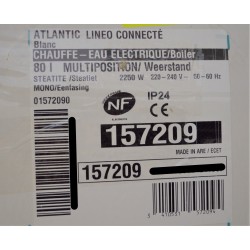 ATLANTIC LINEO CONNECTÉ
Blanc
CHAUFFE-EAU ELECTRIQUE/Boiler
80 l MULTIPOSITION/Weerstand
STEATITE /Steatiet 2250 W 220-240 V~ 50-60 Hz
MONO/Eenfasing
01572090
NF IP24
CE
157209
157209
MADE IN ARE / EGET